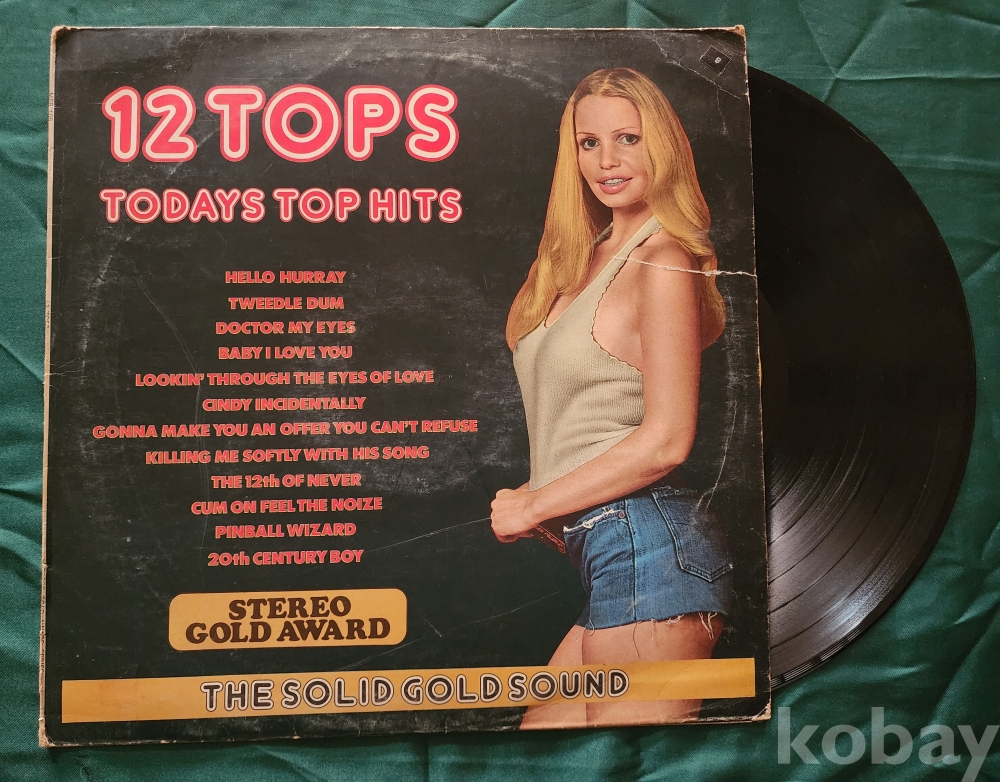 12 TOPS
TODAYS TOP HITS
HELLO HURRAY
TWEEDLE DUM
DOCTOR MY EYES
BABY I LOVE YOU
LOOKIN' THROUGH THE EYES OF LOVE
CINDY INCIDENTALLY
GONNA MAKE YOU AN OFFER YOU CAN'T REFUSE
KILLING ME SOFTLY WITH HIS SONG
THE 12th OF NEVER
CUM ON FEEL THE NOIZE
PINBALL WIZARD
20th CENTURY BOY
STEREO
GOLD AWARD
THE SOLID GOLD SOUND
kobay